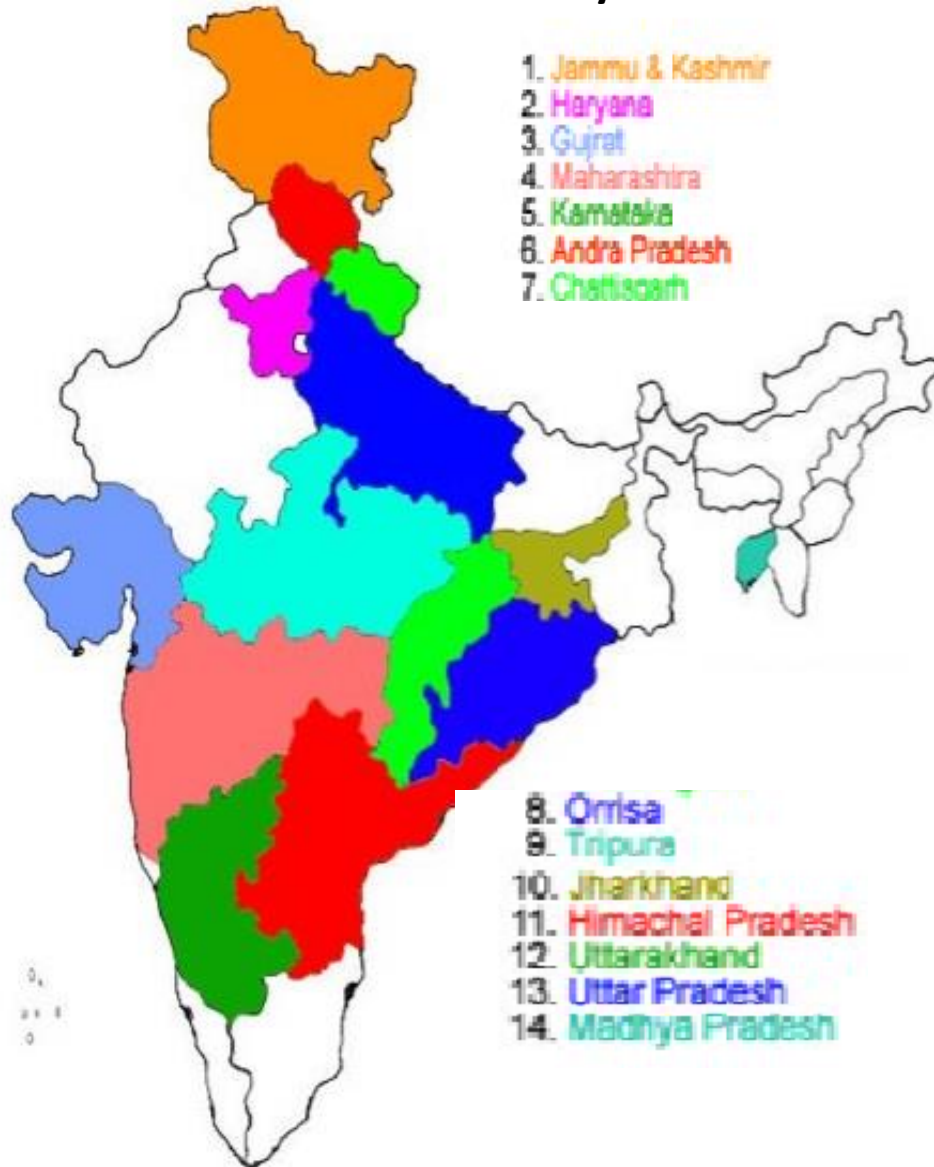 1. Jammu & Kashmir
2. Haryana
3. Gujrat
4. Maharashira
5. Karnataka
6. Andra Pradesh
7. Chattisgarh
8. Orrisa
9. Tripura
10. Jharkhand
11. Himachal Pradesh
12. Uttarakhand
13. Uttar Pradesh
14. Madhya Pradesh